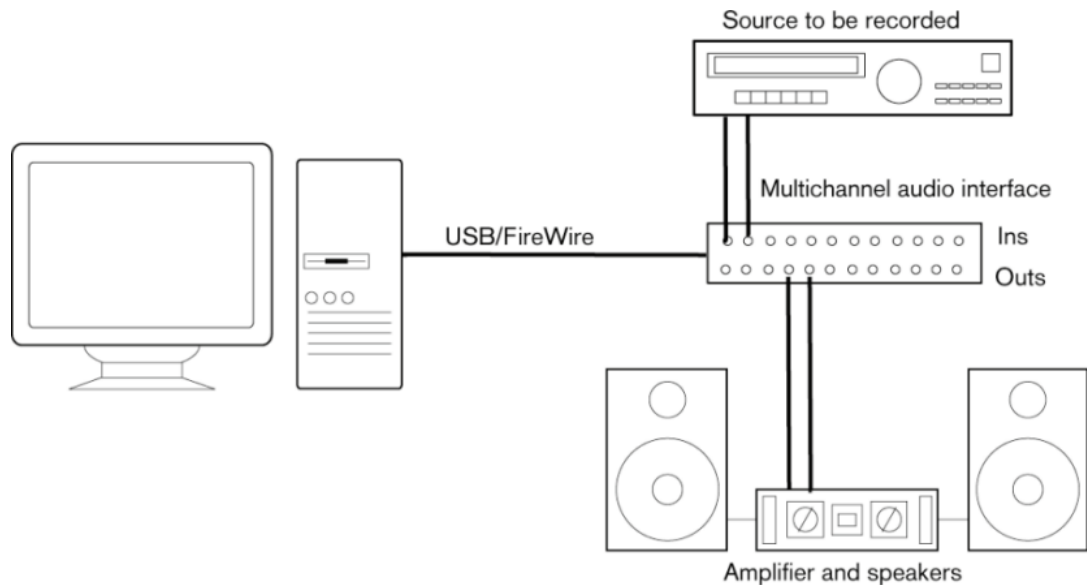 Source to be recorded
Multichannel audio interface
USB/FireWire
Ins
Outs
Amplifier and speakers